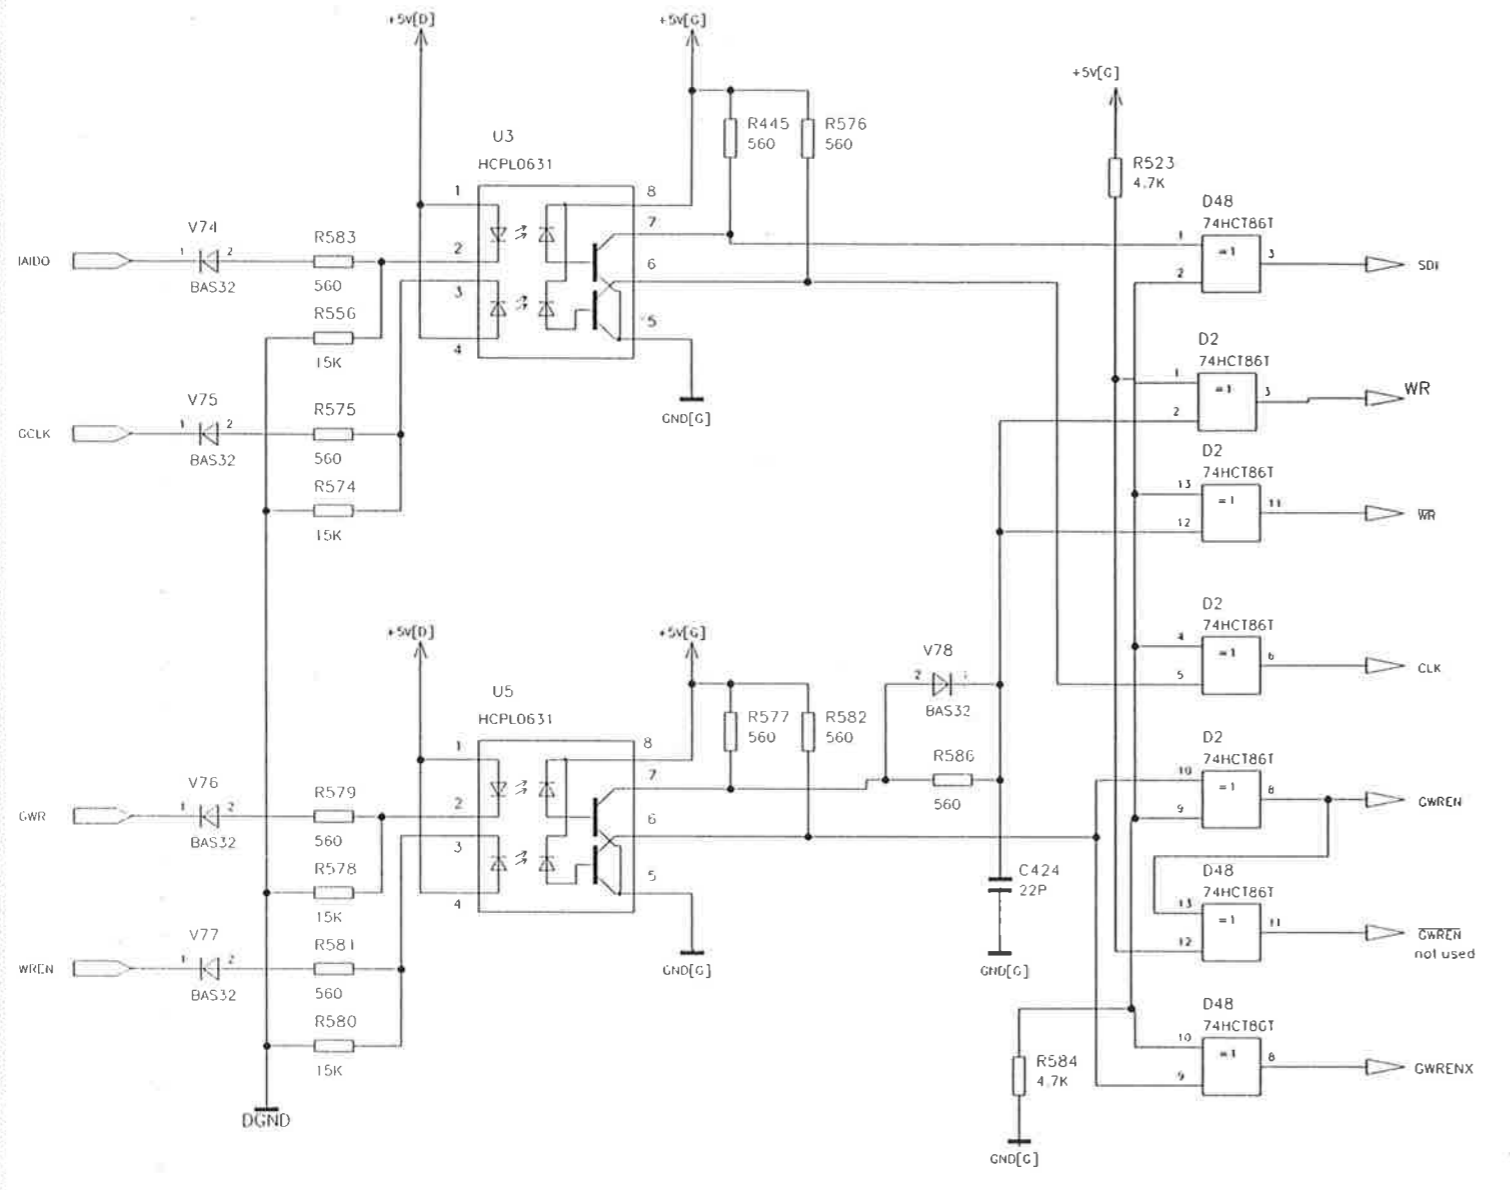 +5V[D]
+5V[G]
+5V[G]
U3
HCPL0631
R445
560
R576
560
R523
4.7K
D48
74HCT86T
1
2
=1
3
SDI
1
2
3
4
8
7
6
5
V74
1
2
BAS32
R583
560
IAIDO
R556
15K
GND[G]
D2
74HCT86T
1
2
=1
3
WR
V75
1
2
BAS32
R575
560
GCLK
R574
15K
D2
74HCT86T
13
12
=1
11
WR
+5V[D]
+5V[G]
D2
74HCT86T
4
5
=1
6
CLK
U5
HCPL0631
R577
560
R582
560
V78
2
BAS32
R586
560
1
2
3
4
8
7
6
5
D2
74HCT86T
10
9
=1
8
GWREN
V76
1
2
BAS32
R579
560
GWR
R578
15K
C424
22P
GND[G]
GND[G]
D48
74HCT86T
13
12
=1
11
GWREN
not used
V77
1
2
BAS32
R581
560
WREN
R580
15K
DGND
D48
74HCT86T
10
9
=1
8
GWRENX
R584
4.7K
GND[G]